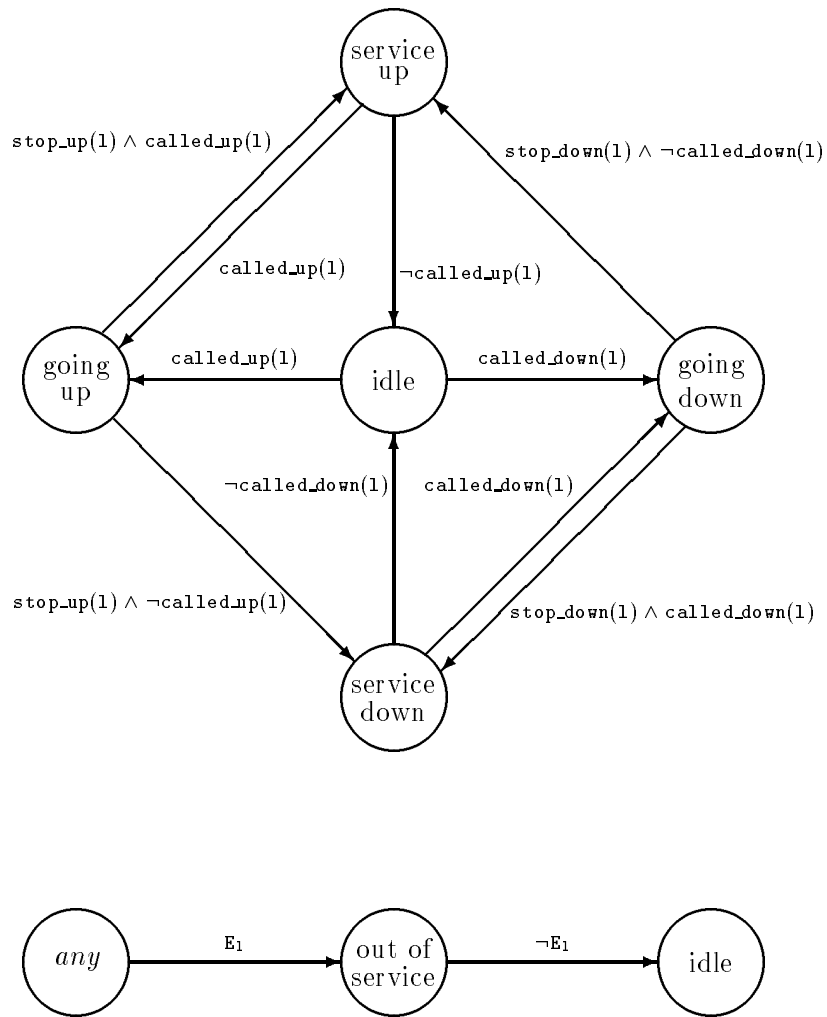 service
up
stop_up(l) ∧ called_up(l)
stop_down(l) ∧ ¬called_down(l)
called_up(l)
¬called_up(l)
going
up
called_up(l)
idle
called_down(l)
going
down
¬called_down(l)
called_down(l)
stop_up(l) ∧ ¬called_up(l)
stop_down(l) ∧ called_down(l)
service
down
any
E_l
out of
service
¬E_l
idle